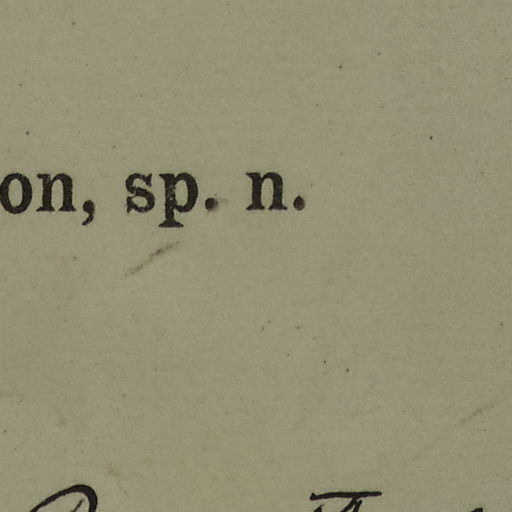 on, sp. n.